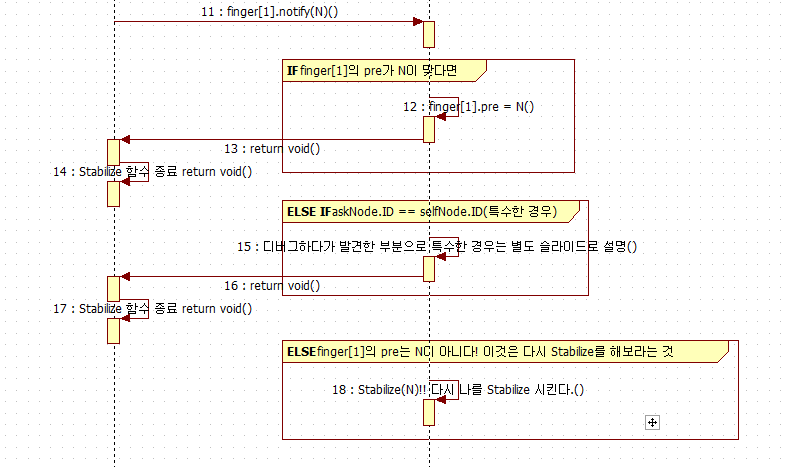 11 : finger[1].notify(N)()
IF finger[1]의 pre가 N이 맞다면
12 : finger[1].pre = N()
13 : return void()
14 : Stabilize 함수 종료 return void()
ELSE IFaskNode.ID == selfNode.ID(특수한 경우)
15 : 디버그하다가 발견한 부분으로 특수한 경우는 별도 슬라이드로 설명()
16 : return void()
17 : Stabilize 함수 종료 return void()
ELSEfinger[1]의 pre는 N이 아니다! 이것은 다시 Stabilize를 해보라는 것
18 : Stabilize(N)!! 다시 나를 Stabilize 시킨다.()